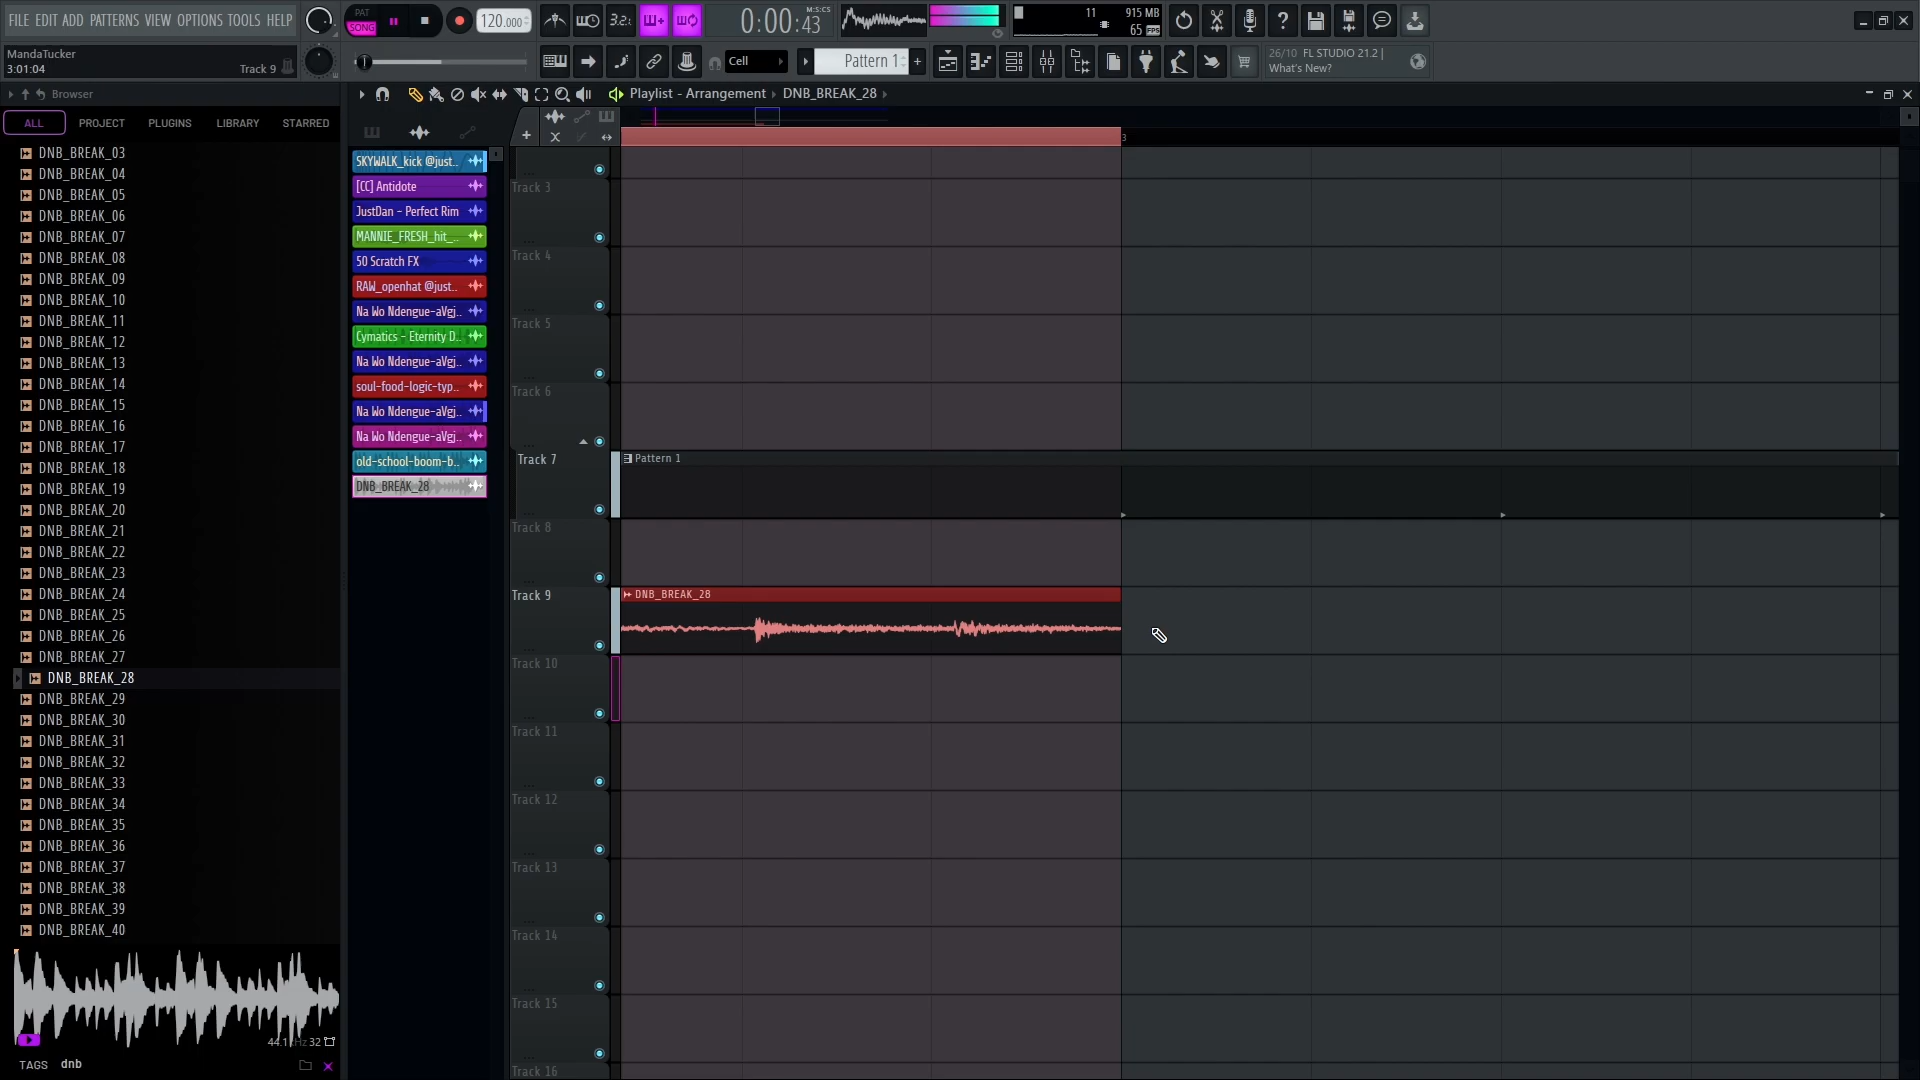 FILE EDIT ADD PATTERNS VIEW OPTIONS TOOLS HELP
PAT
SONG
120.000
3.2:
0:00:43
M:S:CS
11
915 MB
65
MandaTucker
3:01:04
Track 9
Cell
Pattern 1
+
26/10 FL STUDIO 21.2 |
What's New?
Browser
Playlist - Arrangement › DNB_BREAK_28 ›
ALL
PROJECT
PLUGINS
LIBRARY
STARRED
DNB_BREAK_03
DNB_BREAK_04
DNB_BREAK_05
DNB_BREAK_06
DNB_BREAK_07
DNB_BREAK_08
DNB_BREAK_09
DNB_BREAK_10
DNB_BREAK_11
DNB_BREAK_12
DNB_BREAK_13
DNB_BREAK_14
DNB_BREAK_15
DNB_BREAK_16
DNB_BREAK_17
DNB_BREAK_18
DNB_BREAK_19
DNB_BREAK_20
DNB_BREAK_21
DNB_BREAK_22
DNB_BREAK_23
DNB_BREAK_24
DNB_BREAK_25
DNB_BREAK_26
DNB_BREAK_27
DNB_BREAK_28
DNB_BREAK_29
DNB_BREAK_30
DNB_BREAK_31
DNB_BREAK_32
DNB_BREAK_33
DNB_BREAK_34
DNB_BREAK_35
DNB_BREAK_36
DNB_BREAK_37
DNB_BREAK_38
DNB_BREAK_39
DNB_BREAK_40
32
TAGS dnb
SKYWALK_kick @just..
[CC] Antidote
JustDan - Perfect Rim
MANNIE_FRESH_hit_..
50 Scratch FX
RAW_openhat @just..
Na Wo Ndengue-aVgj..
Cymatics - Eternity D..
Na Wo Ndengue-aVgj..
soul-food-logic-typ..
Na Wo Ndengue-aVgj..
Na Wo Ndengue-aVgj..
old-school-boom-b..
DNB_BREAK_28
3
Track 3
Track 4
Track 5
Track 6
Track 7
Pattern 1
Track 8
Track 9
DNB_BREAK_28
Track 10
Track 11
Track 12
Track 13
Track 14
Track 15
Track 16